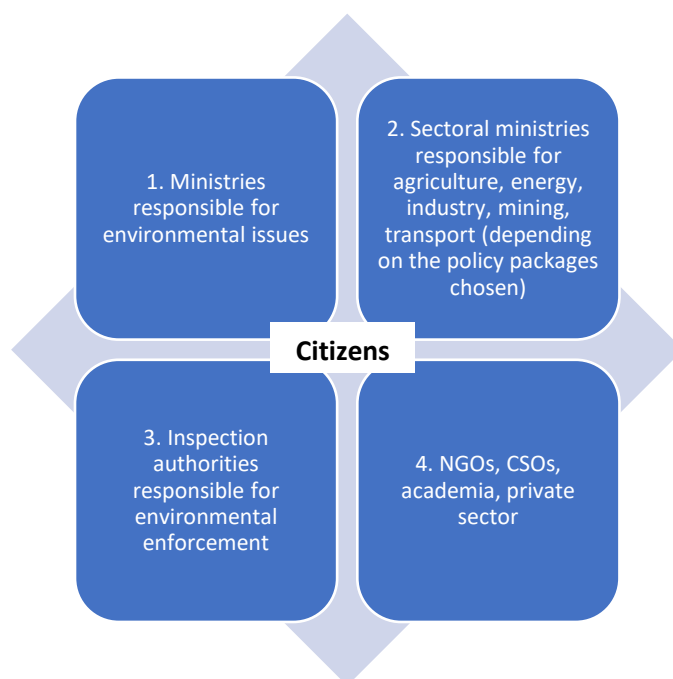 1. Ministries
responsible for
environmental issues
2. Sectoral ministries
responsible for
agriculture, energy,
industry, mining,
transport (depending
on the policy packages
chosen)
Citizens
3. Inspection
authorities
responsible for
environmental
enforcement
4. NGOs, CSOs,
academia, private
sector